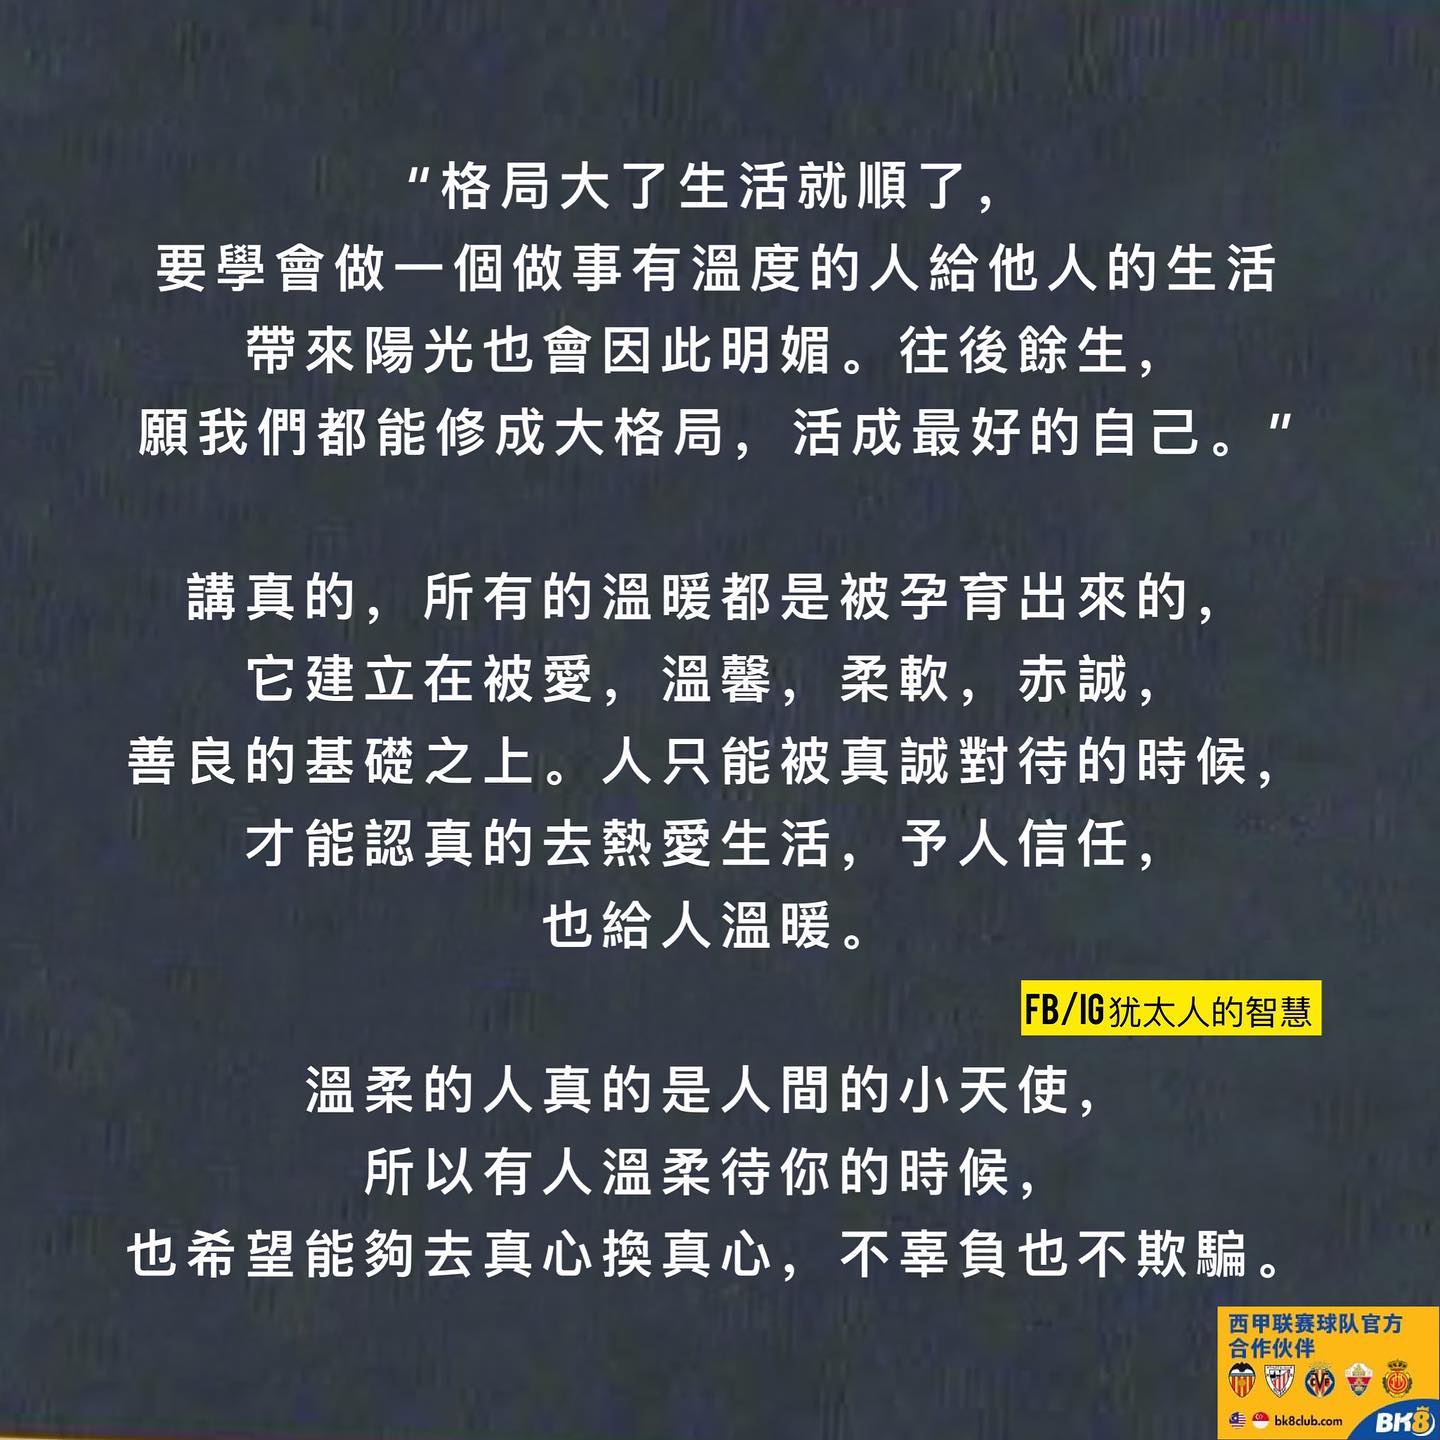 "格局大了生活就順了，
要學會做一個做事有溫度的人給他人的生活
帶來陽光也會因此明媚。往後餘生，
願我們都能修成大格局，活成最好的自己。"
講真的，所有的溫暖都是被孕育出來的，
它建立在被愛，溫馨，柔軟，赤誠，
善良的基礎之上。人只能被真誠對待的時候，
才能認真的去熱愛生活，予人信任，
也給人溫暖。
FB/IG犹太人的智慧
溫柔的人真的是人間的小天使，
所以有人溫柔待你的時候，
也希望能夠去真心換真心，不辜負也不欺騙。
西甲联赛球队官方
合作伙伴
bk8club.com
BK8